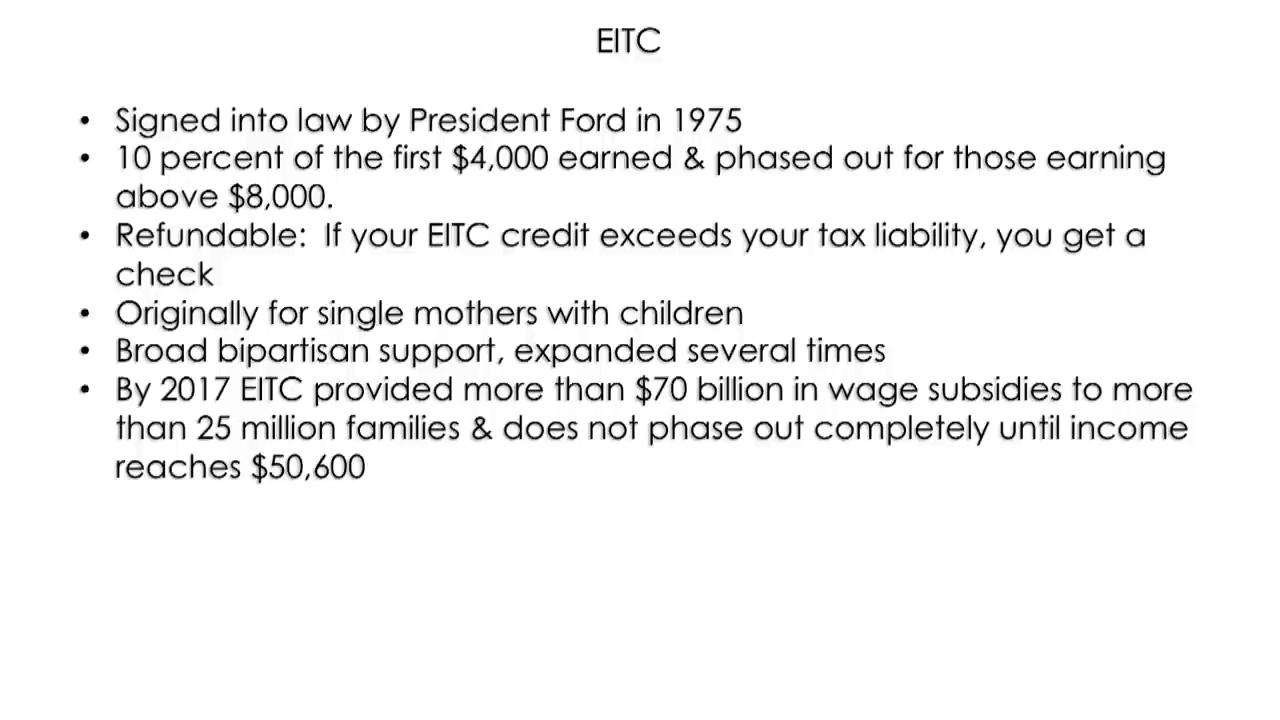 EITC
• Signed into law by President Ford in 1975
• 10 percent of the first $4,000 earned & phased out for those earning
above $8,000.
• Refundable:  If your EITC credit exceeds your tax liability, you get a
check
• Originally for single mothers with children
• Broad bipartisan support, expanded several times
• By 2017 EITC provided more than $70 billion in wage subsidies to more
than 25 million families & does not phase out completely until income
reaches $50,600